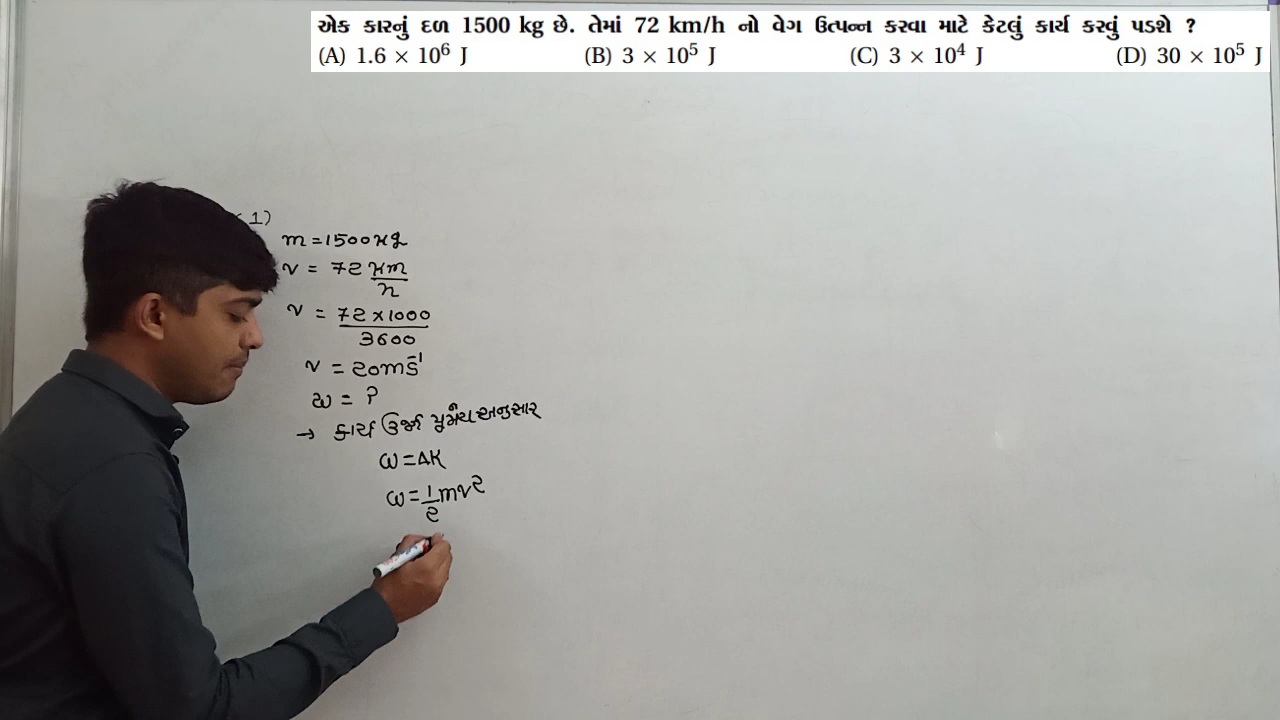 એક કારનું દળ 1500 kg છે. તેમાં 72 km/h નો વેગ ઉત્પન્ન કરવા માટે કેટલું કાર્ય કરવું પડશે ?
(A) 1.6 × 10⁶ J (B) 3 × 10⁵ J (C) 3 × 10⁴ J (D) 30 × 10⁵ J
1)
m = 1500 kg
v = 72 km/h
v = 72 × 1000 / 3600
v = 20 ms⁻¹
ω = ?
→ કાર્ય ઉર્જા પ્રમેય અનુસાર
ω = ΔK
ω = 1/2 mv²